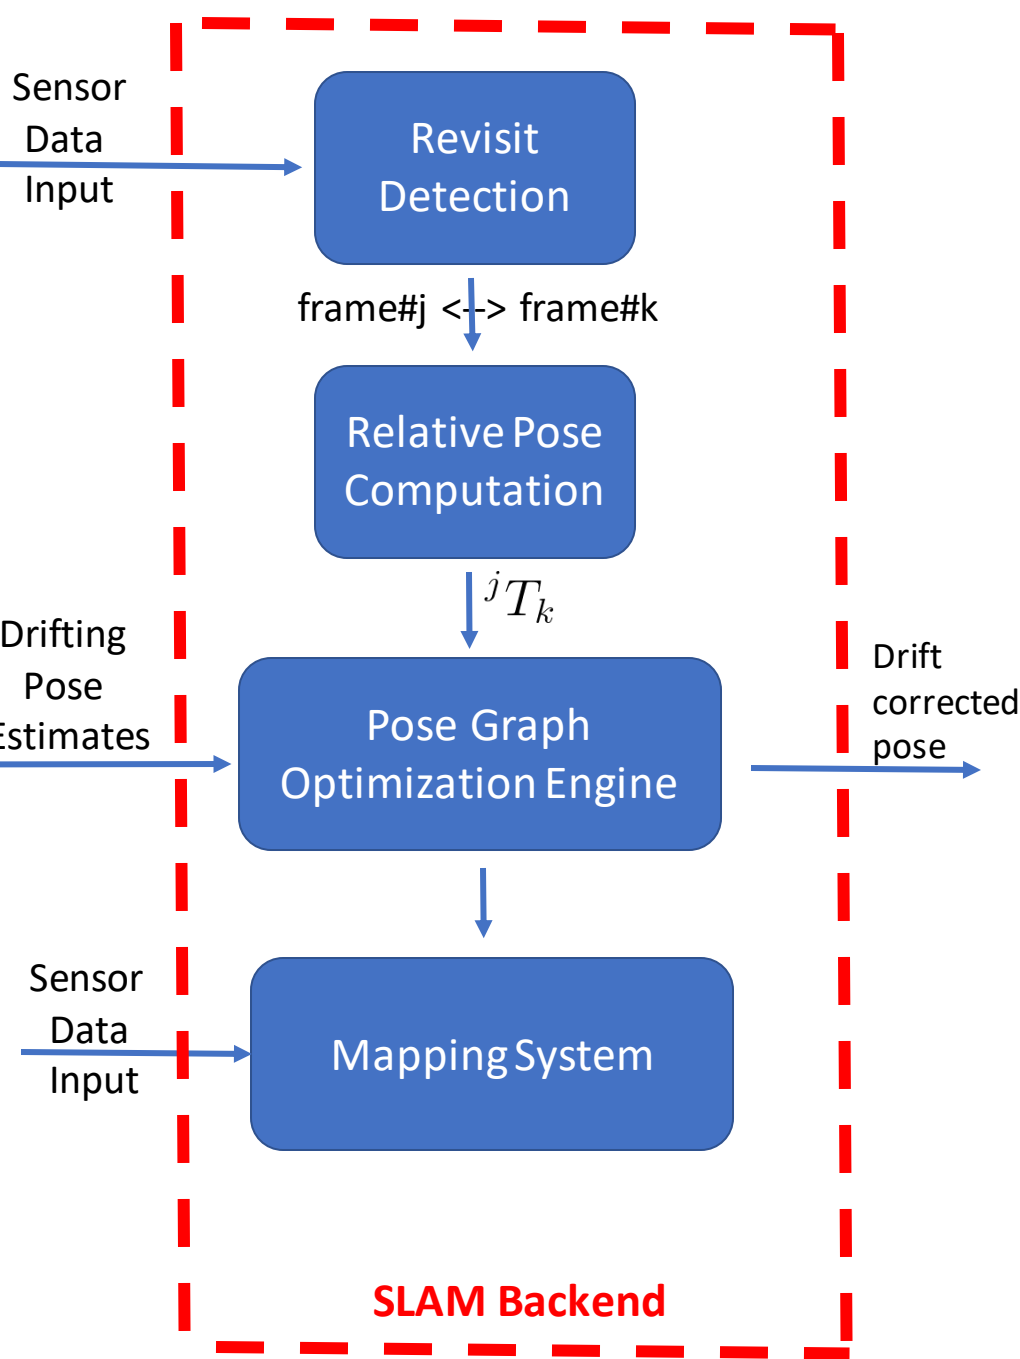 Sensor
Data
Input
Revisit
Detection
frame#j <--> frame#k
Relative Pose
Computation
^jT_k
Drifting
Pose
Estimates
Pose Graph
Optimization Engine
Drift
corrected
pose
Sensor
Data
Input
Mapping System
SLAM Backend